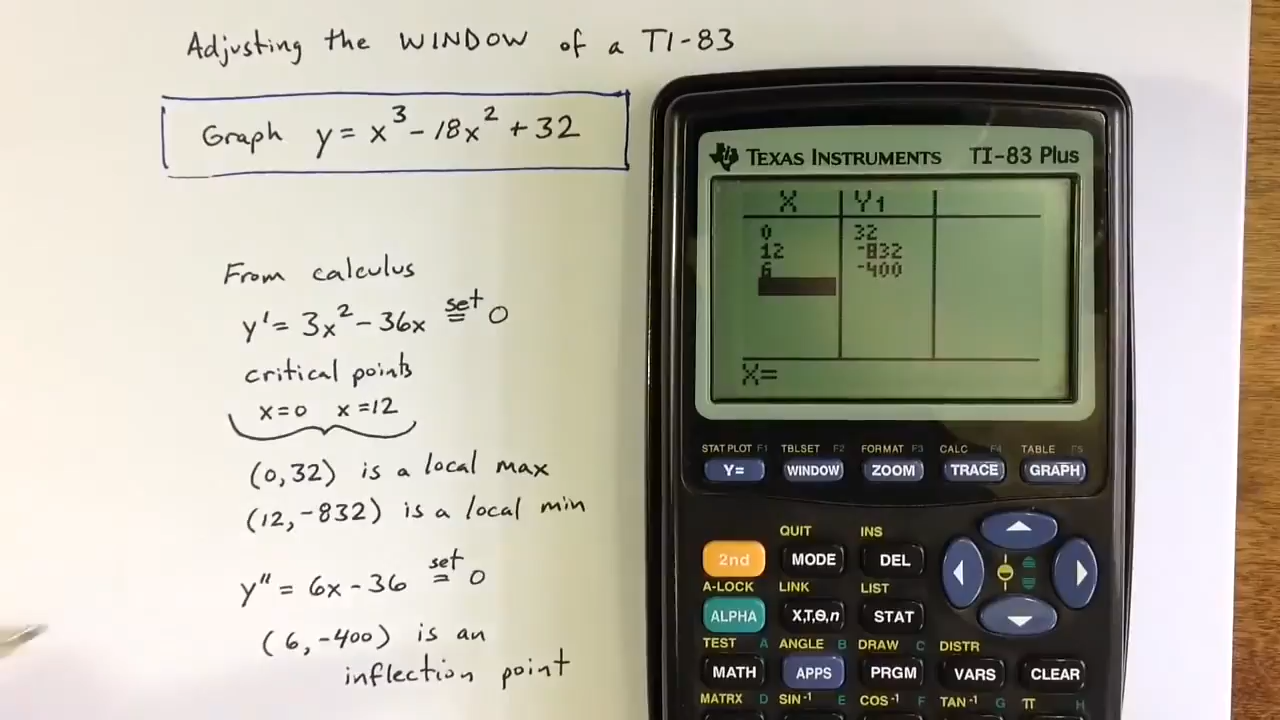 Adjusting the WINDOW of a TI-83
Graph y = x³ - 18x² + 32
From calculus
y' = 3x² - 36x set = 0
critical points
x=0 x=12
(0, 32) is a local max
(12, -832) is a local min
y" = 6x - 36 set = 0
(6, -400) is an
inflection point
TEXAS INSTRUMENTS TI-83 Plus
X Y1
0 32
12 -832
6 -400
X=
STAT PLOT F1 TBLSET F2 FORMAT F3 CALC F4 TABLE F5
Y= WINDOW ZOOM TRACE GRAPH
QUIT INS
2nd MODE DEL
A-LOCK LINK LIST
ALPHA X,T,Θ,n STAT
TEST A ANGLE B DRAW C DISTR
MATH APPS PRGM VARS CLEAR
MATRX D SIN⁻¹ E COS⁻¹ F TAN⁻¹ G π H